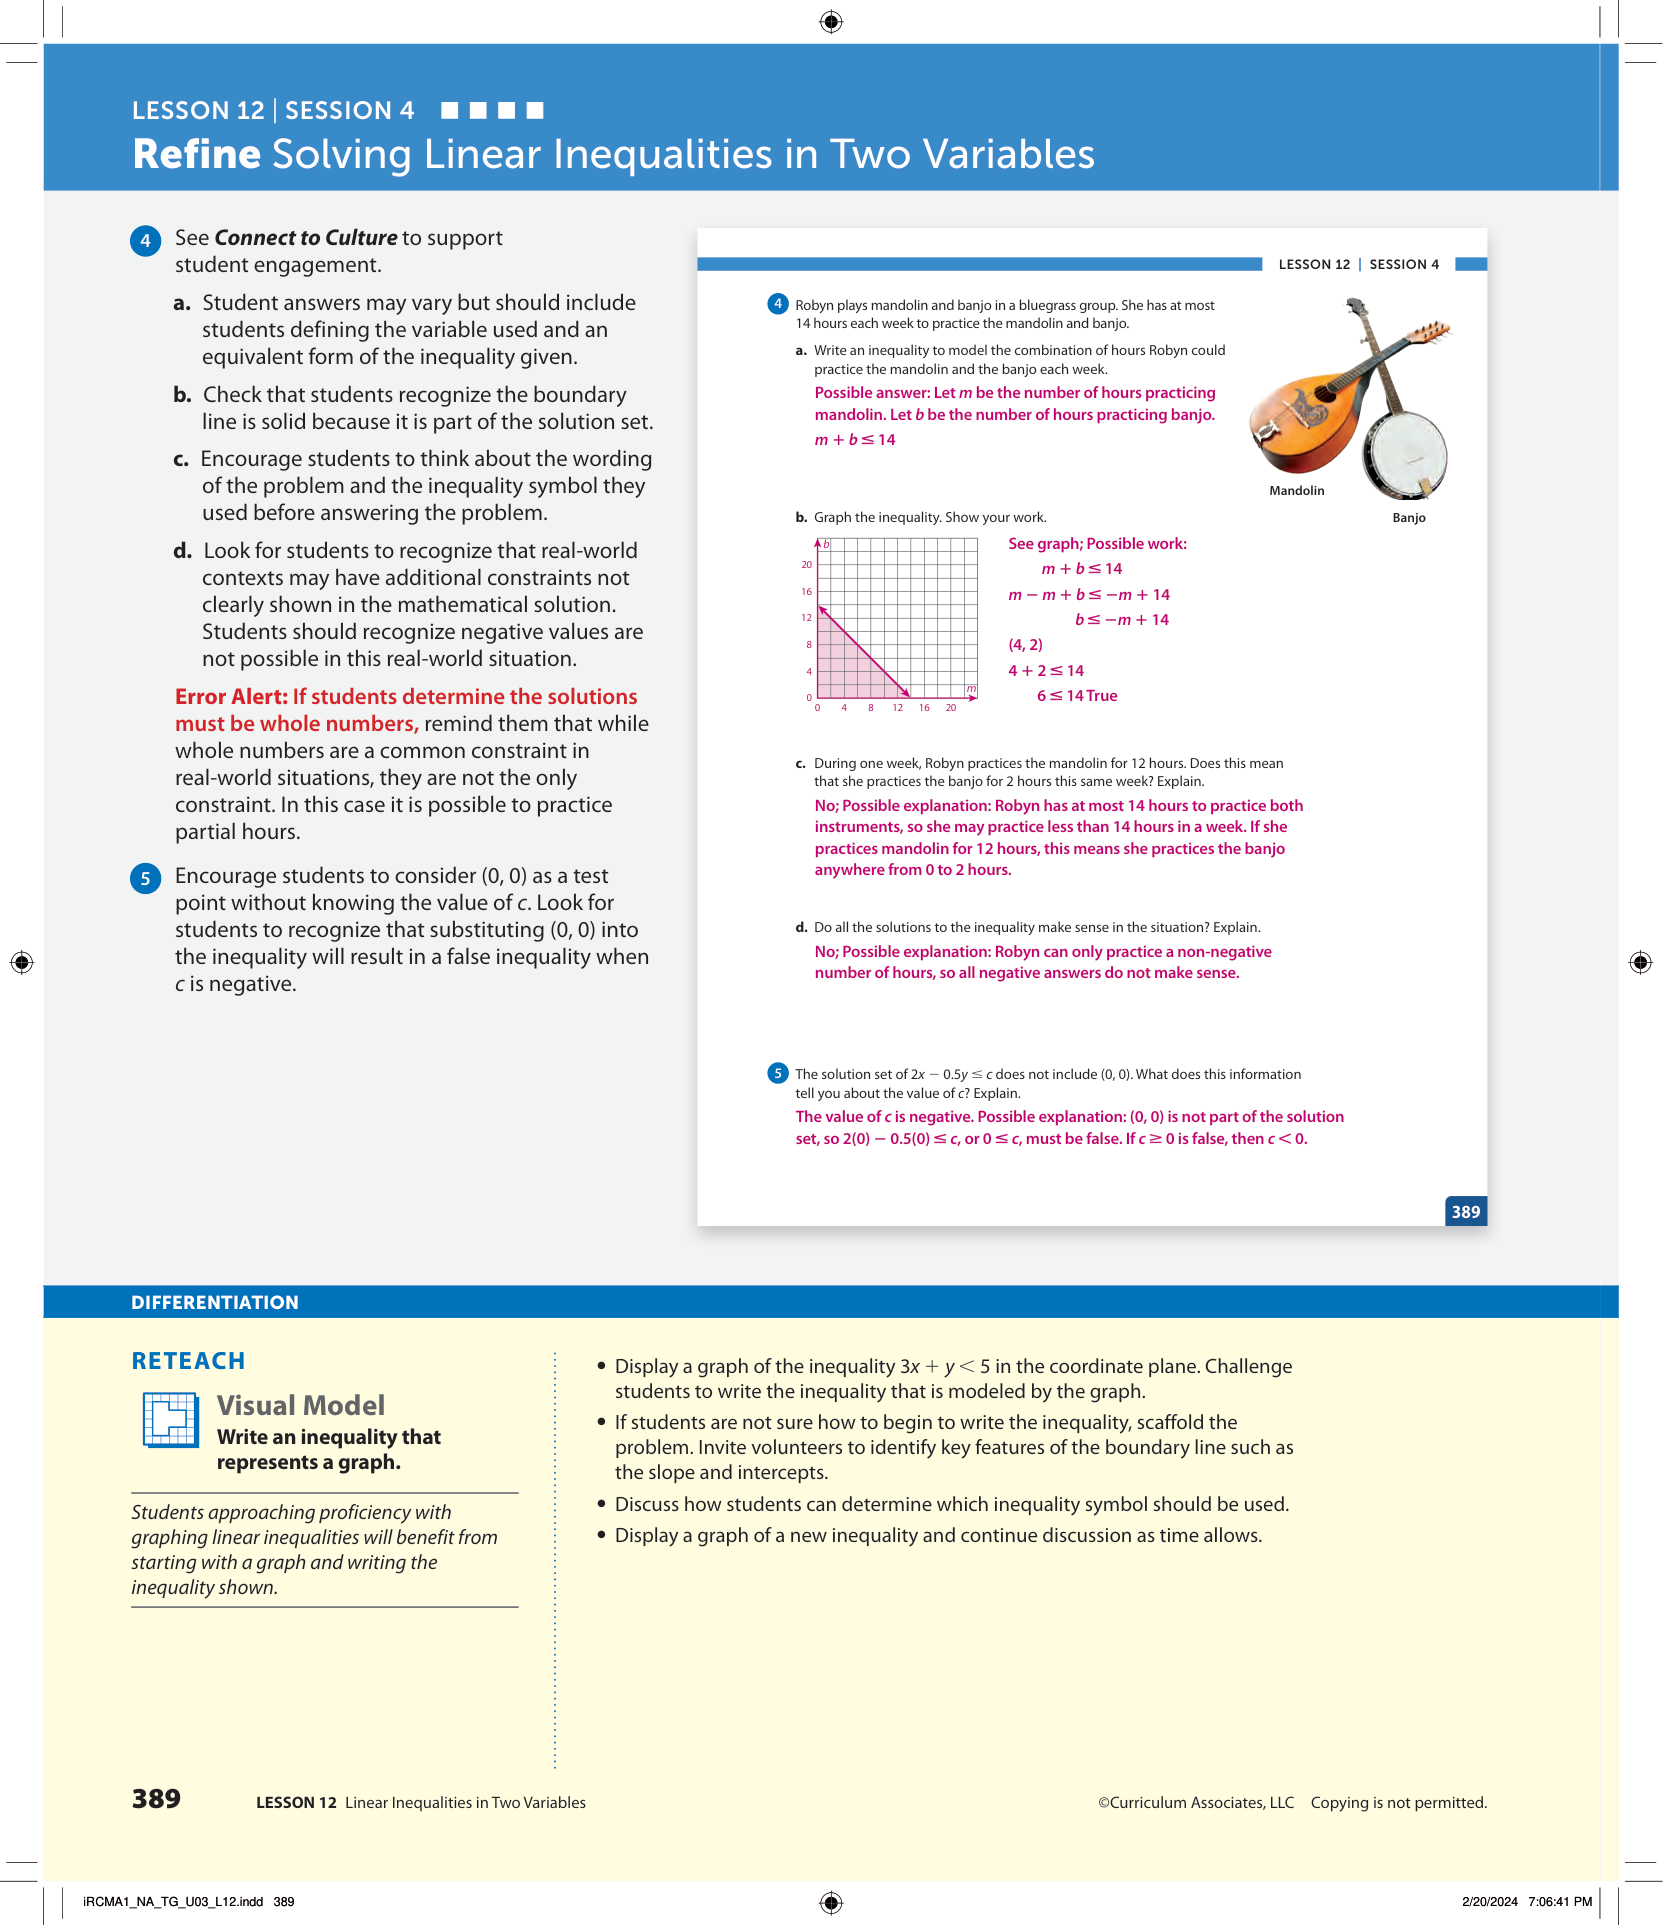 LESSON 12 | SESSION 4
Refine Solving Linear Inequalities in Two Variables
4 See Connect to Culture to support
student engagement.
a. Student answers may vary but should include
students defining the variable used and an
equivalent form of the inequality given.
b. Check that students recognize the boundary
line is solid because it is part of the solution set.
c. Encourage students to think about the wording
of the problem and the inequality symbol they
used before answering the problem.
d. Look for students to recognize that real-world
contexts may have additional constraints not
clearly shown in the mathematical solution.
Students should recognize negative values are
not possible in this real-world situation.
Error Alert: If students determine the solutions
must be whole numbers, remind them that while
whole numbers are a common constraint in
real-world situations, they are not the only
constraint. In this case it is possible to practice
partial hours.
5 Encourage students to consider (0, 0) as a test
point without knowing the value of c. Look for
students to recognize that substituting (0, 0) into
the inequality will result in a false inequality when
c is negative.
LESSON 12 | SESSION 4
4 Robyn plays mandolin and banjo in a bluegrass group. She has at most
14 hours each week to practice the mandolin and banjo.
a. Write an inequality to model the combination of hours Robyn could
practice the mandolin and the banjo each week.
Possible answer: Let m be the number of hours practicing
mandolin. Let b be the number of hours practicing banjo.
m + b ≤ 14
Mandolin
Banjo
b. Graph the inequality. Show your work.
b
20
16
12
8
4
0
m
0 4 8 12 16 20
See graph; Possible work:
m + b ≤ 14
m − m + b ≤ −m + 14
b ≤ −m + 14
(4, 2)
4 + 2 ≤ 14
6 ≤ 14 True
c. During one week, Robyn practices the mandolin for 12 hours. Does this mean
that she practices the banjo for 2 hours this same week? Explain.
No; Possible explanation: Robyn has at most 14 hours to practice both
instruments, so she may practice less than 14 hours in a week. If she
practices mandolin for 12 hours, this means she practices the banjo
anywhere from 0 to 2 hours.
d. Do all the solutions to the inequality make sense in the situation? Explain.
No; Possible explanation: Robyn can only practice a non-negative
number of hours, so all negative answers do not make sense.
5 The solution set of 2x − 0.5y ≤ c does not include (0, 0). What does this information
tell you about the value of c? Explain.
The value of c is negative. Possible explanation: (0, 0) is not part of the solution
set, so 2(0) − 0.5(0) ≤ c, or 0 ≤ c, must be false. If c ≥ 0 is false, then c < 0.
389
DIFFERENTIATION
RETEACH
Visual Model
Write an inequality that
represents a graph.
Students approaching proficiency with
graphing linear inequalities will benefit from
starting with a graph and writing the
inequality shown.
• Display a graph of the inequality 3x + y < 5 in the coordinate plane. Challenge
students to write the inequality that is modeled by the graph.
• If students are not sure how to begin to write the inequality, scaffold the
problem. Invite volunteers to identify key features of the boundary line such as
the slope and intercepts.
• Discuss how students can determine which inequality symbol should be used.
• Display a graph of a new inequality and continue discussion as time allows.
389 LESSON 12 Linear Inequalities in Two Variables
©Curriculum Associates, LLC Copying is not permitted.
iRCMA1_NA_TG_U03_L12.indd 389
2/20/2024 7:06:41 PM